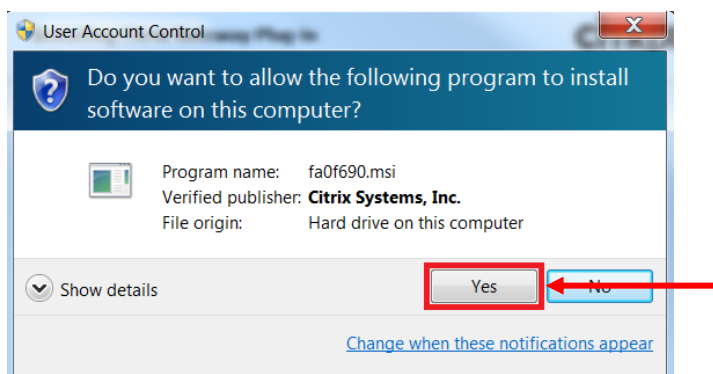 User Account Control
Do you want to allow the following program to install
software on this computer?
Program name: fa0f690.msi
Verified publisher: Citrix Systems, Inc.
File origin: Hard drive on this computer
Show details
Yes
No
Change when these notifications appear